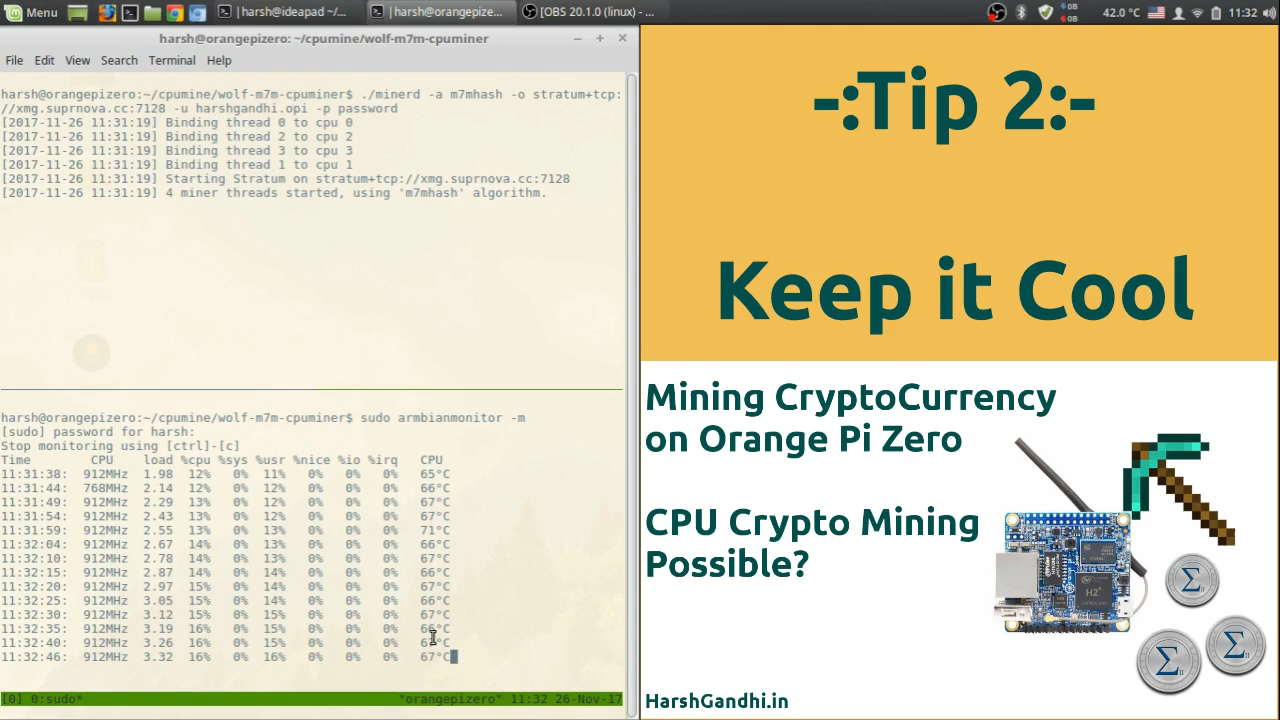 Menu
|harsh@ideapad ~/...
|harsh@orangepize...
[OBS 20.1.0 (linux) - ...
0B
0B
42.0 °C
11:32
harsh@orangepizero: ~/cpumine/wolf-m7m-cpuminer
File Edit View Search Terminal Help
harsh@orangepizero:~/cpumine/wolf-m7m-cpuminer$ ./minerd -a m7mhash -o stratum+tcp:
//xmg.suprnova.cc:7128 -u harshgandhi.opi -p password
[2017-11-26 11:31:19] Binding thread 0 to cpu 0
[2017-11-26 11:31:19] Binding thread 2 to cpu 2
[2017-11-26 11:31:19] Binding thread 3 to cpu 3
[2017-11-26 11:31:19] Binding thread 1 to cpu 1
[2017-11-26 11:31:19] Starting Stratum on stratum+tcp://xmg.suprnova.cc:7128
[2017-11-26 11:31:19] 4 miner threads started, using 'm7mhash' algorithm.
harsh@orangepizero:~/cpumine/wolf-m7m-cpuminer$ sudo armbianmonitor -m
[sudo] password for harsh:
Stop monitoring using [ctrl]-[c]
Time CPU load %cpu %sys %usr %nice %io %irq CPU
11:31:38: 912MHz 1.98 12% 0% 11% 0% 0% 0% 65°C
11:31:44: 768MHz 2.14 12% 0% 12% 0% 0% 0% 66°C
11:31:49: 912MHz 2.29 13% 0% 12% 0% 0% 0% 67°C
11:31:54: 912MHz 2.43 13% 0% 12% 0% 0% 0% 67°C
11:31:59: 912MHz 2.55 13% 0% 13% 0% 0% 0% 71°C
11:32:04: 912MHz 2.67 14% 0% 13% 0% 0% 0% 66°C
11:32:10: 912MHz 2.78 14% 0% 13% 0% 0% 0% 67°C
11:32:15: 912MHz 2.87 14% 0% 14% 0% 0% 0% 66°C
11:32:20: 912MHz 2.97 15% 0% 14% 0% 0% 0% 67°C
11:32:25: 912MHz 3.05 15% 0% 14% 0% 0% 0% 66°C
11:32:30: 912MHz 3.12 15% 0% 15% 0% 0% 0% 67°C
11:32:35: 912MHz 3.19 16% 0% 15% 0% 0% 0% 66°C
11:32:40: 912MHz 3.26 16% 0% 15% 0% 0% 0%
11:32:46: 912MHz 3.32 16% 0% 16% 0% 0% 0% 67°C
[0] 0:sudo*
"orangepizero" 11:32 26-Nov-17
-:Tip 2:-
Keep it Cool
Mining CryptoCurrency
on Orange Pi Zero
CPU Crypto Mining
Possible?
H2+
Σ
Σ
Σ
HarshGandhi.in